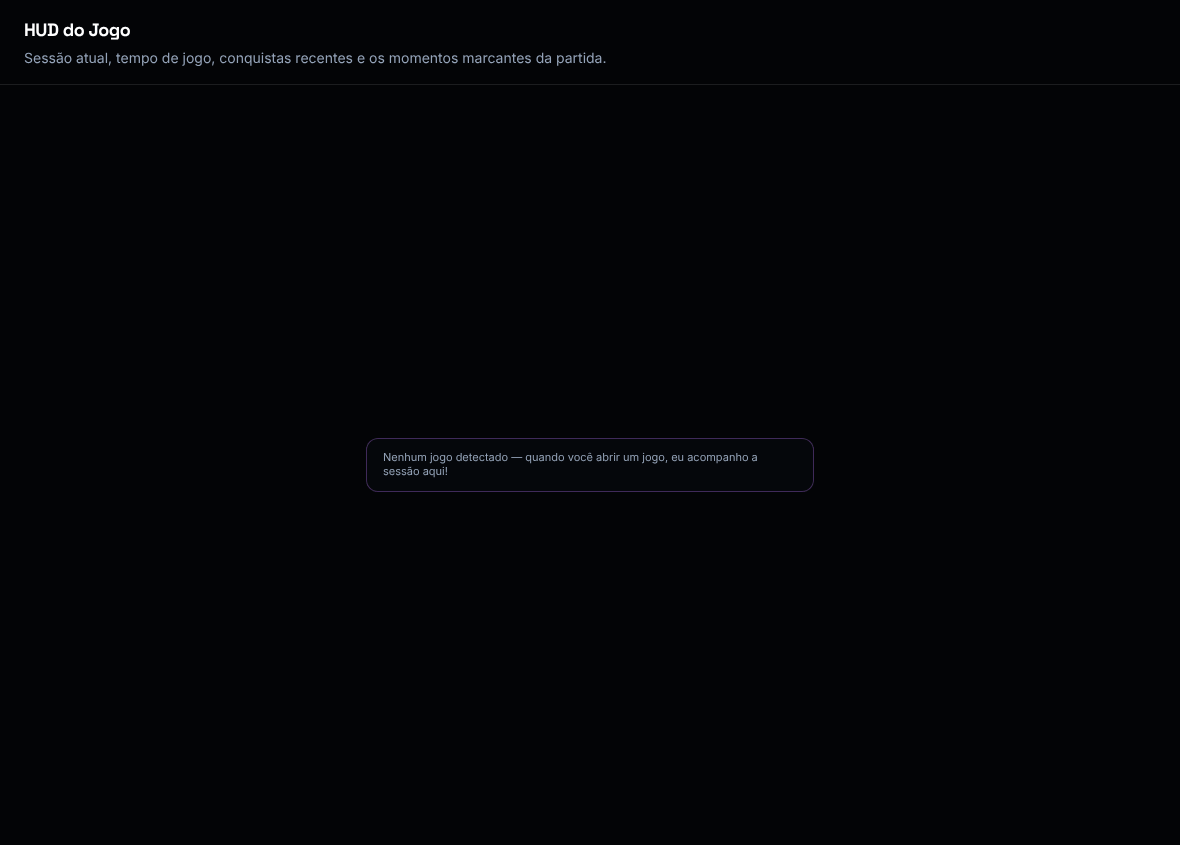 HUD do Jogo
Sessão atual, tempo de jogo, conquistas recentes e os momentos marcantes da partida.
Nenhum jogo detectado — quando você abrir um jogo, eu acompanho a
sessão aqui!